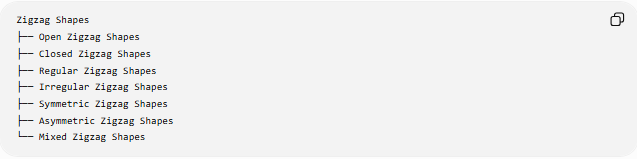 Zigzag Shapes
├── Open Zigzag Shapes
├── Closed Zigzag Shapes
├── Regular Zigzag Shapes
├── Irregular Zigzag Shapes
├── Symmetric Zigzag Shapes
├── Asymmetric Zigzag Shapes
└── Mixed Zigzag Shapes